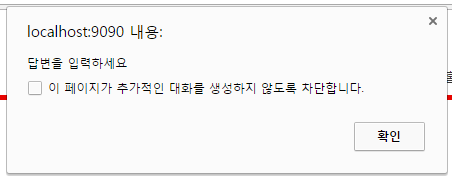 localhost:9090 내용:
답변을 입력하세요
이 페이지가 추가적인 대화를 생성하지 않도록 차단합니다.
확인